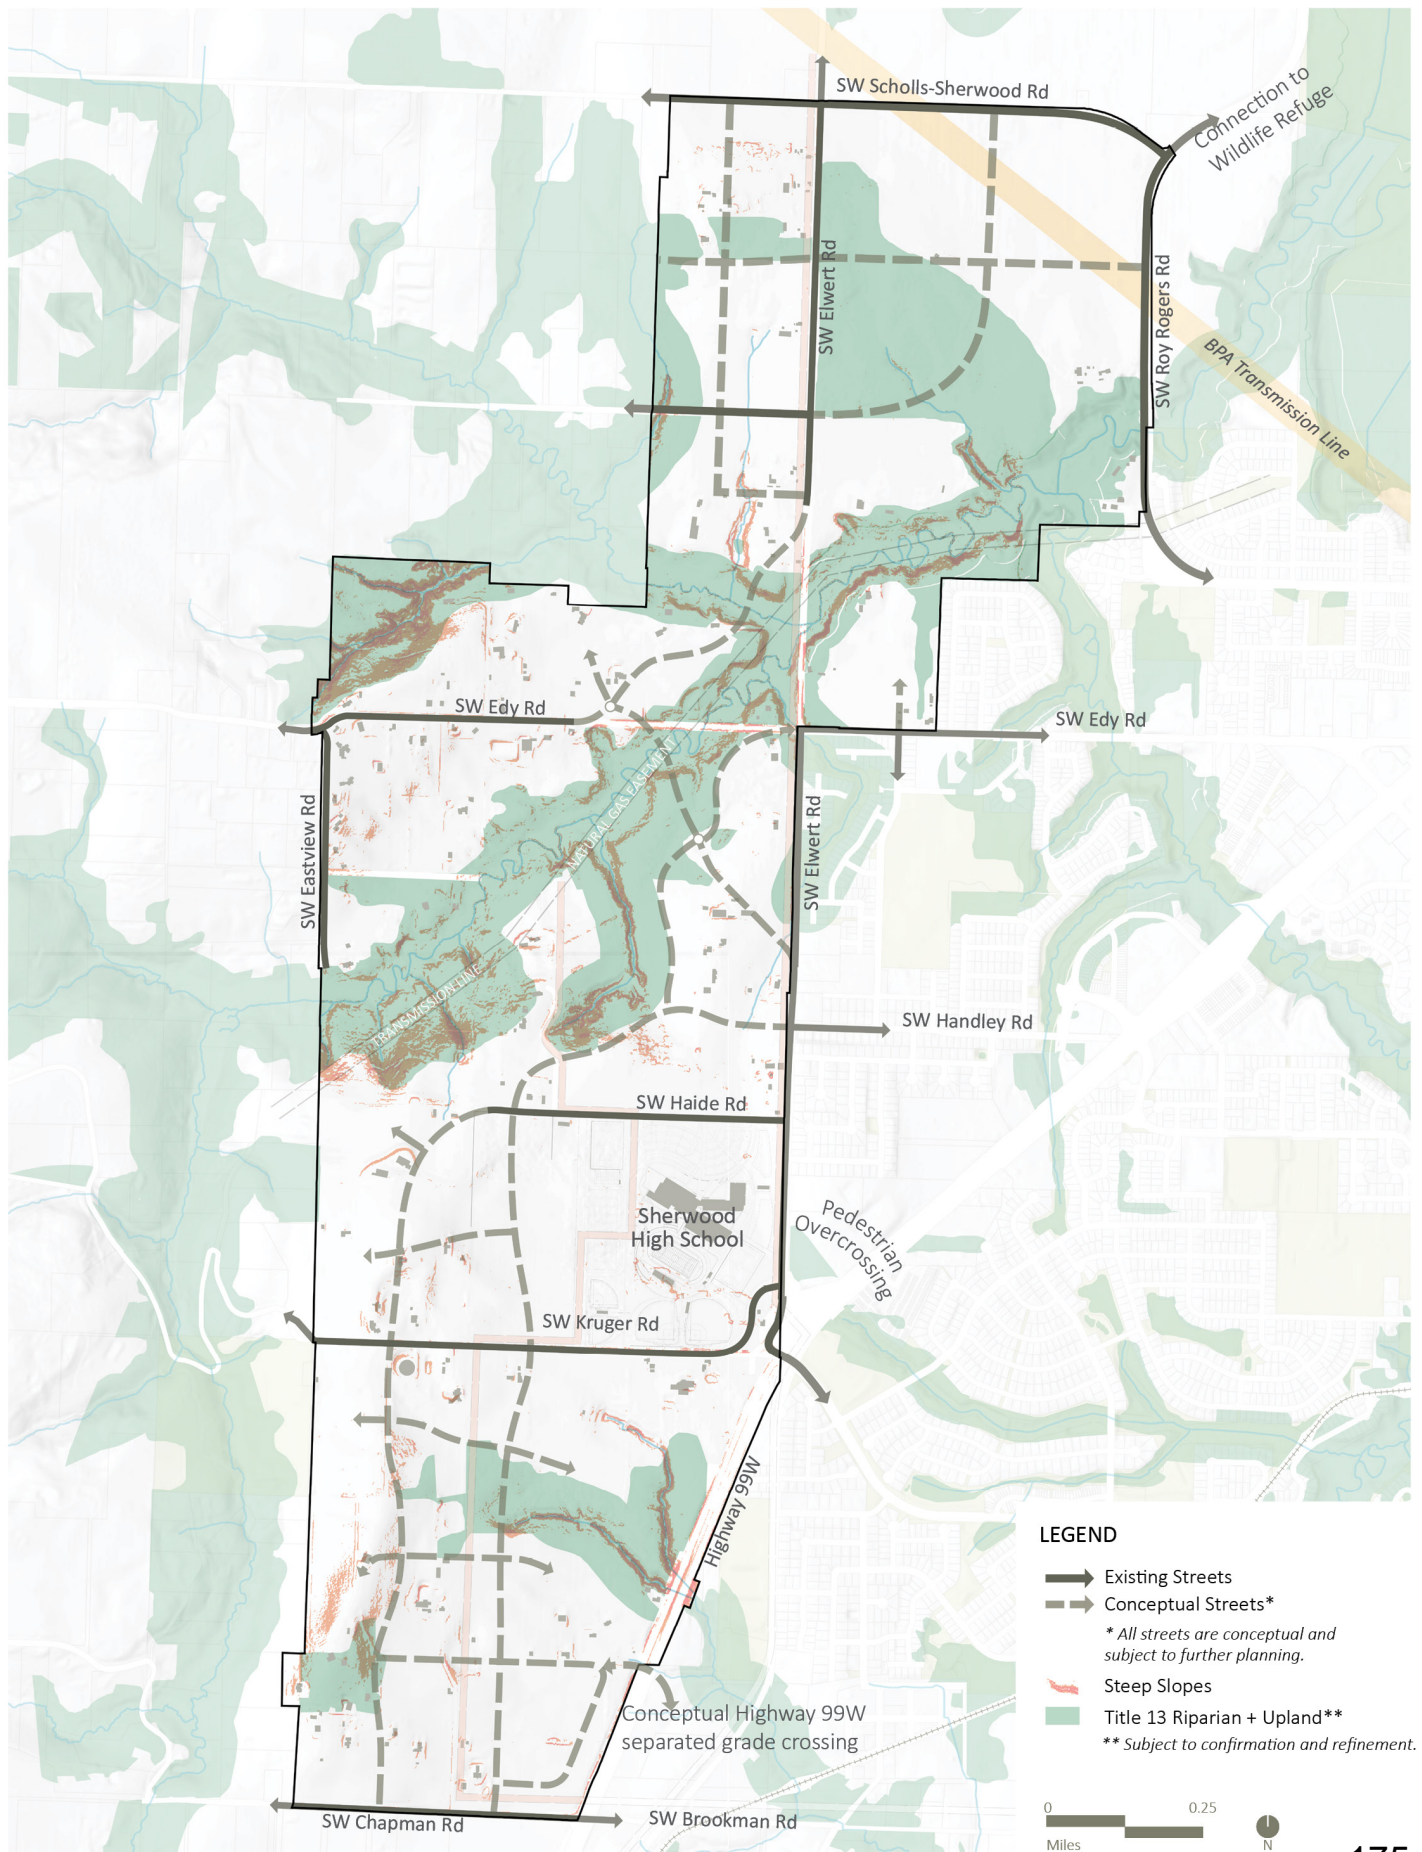 SW Scholls-Sherwood Rd
Connection to
Wildlife Refuge
SW Elwert Rd
SW Roy Rogers Rd
BPA Transmission Line
SW Edy Rd
SW Edy Rd
NATURAL GAS EASEMENT
SW Eastview Rd
SW Elwert Rd
TRANSMISSION LINE
SW Handley Rd
SW Haide Rd
Sherwood
High School
Pedestrian
Overcrossing
SW Kruger Rd
Highway 99W
Conceptual Highway 99W
separated grade crossing
SW Chapman Rd
SW Brookman Rd
LEGEND
Existing Streets
Conceptual Streets*
* All streets are conceptual and
subject to further planning.
Steep Slopes
Title 13 Riparian + Upland**
** Subject to confirmation and refinement.
0 0.25
Miles
N